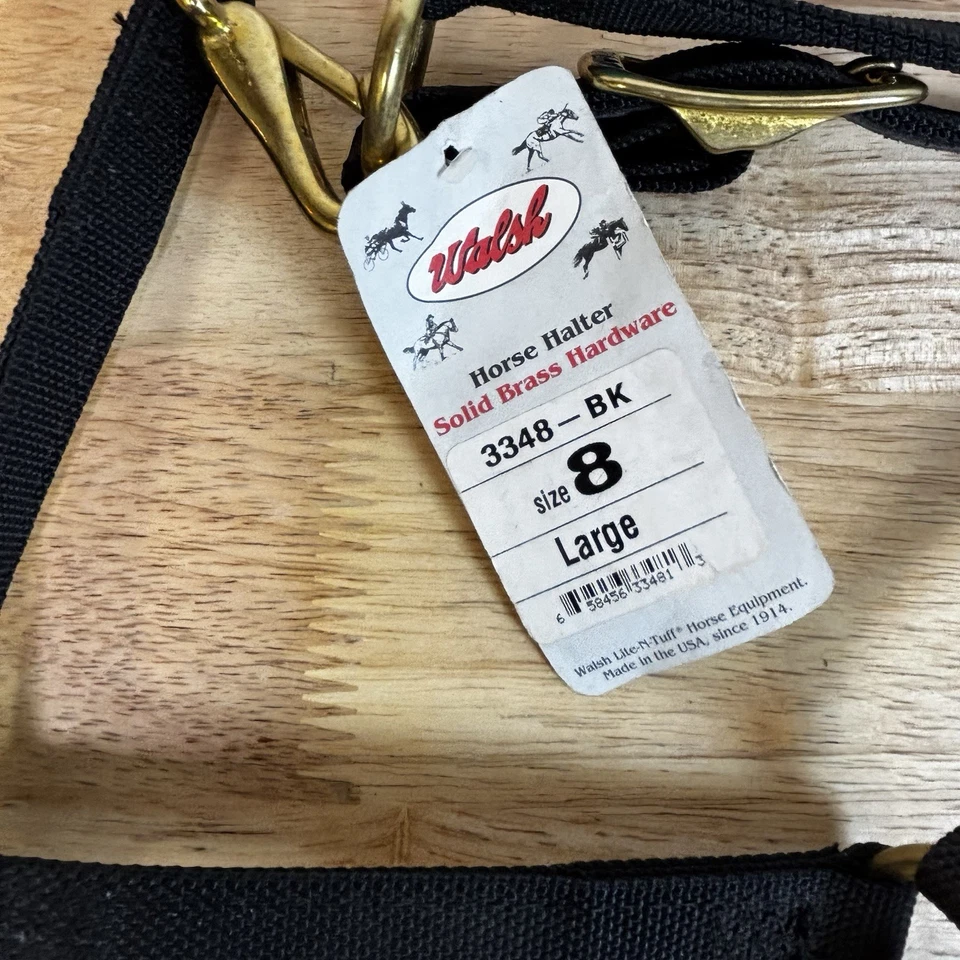 Walsh
Horse Halter
Solid Brass Hardware
3348-BK
size 8
Large
6 58456 33481 3
Walsh Lite-N-Tuff® Horse Equipment.
Made in the USA, since 1914.